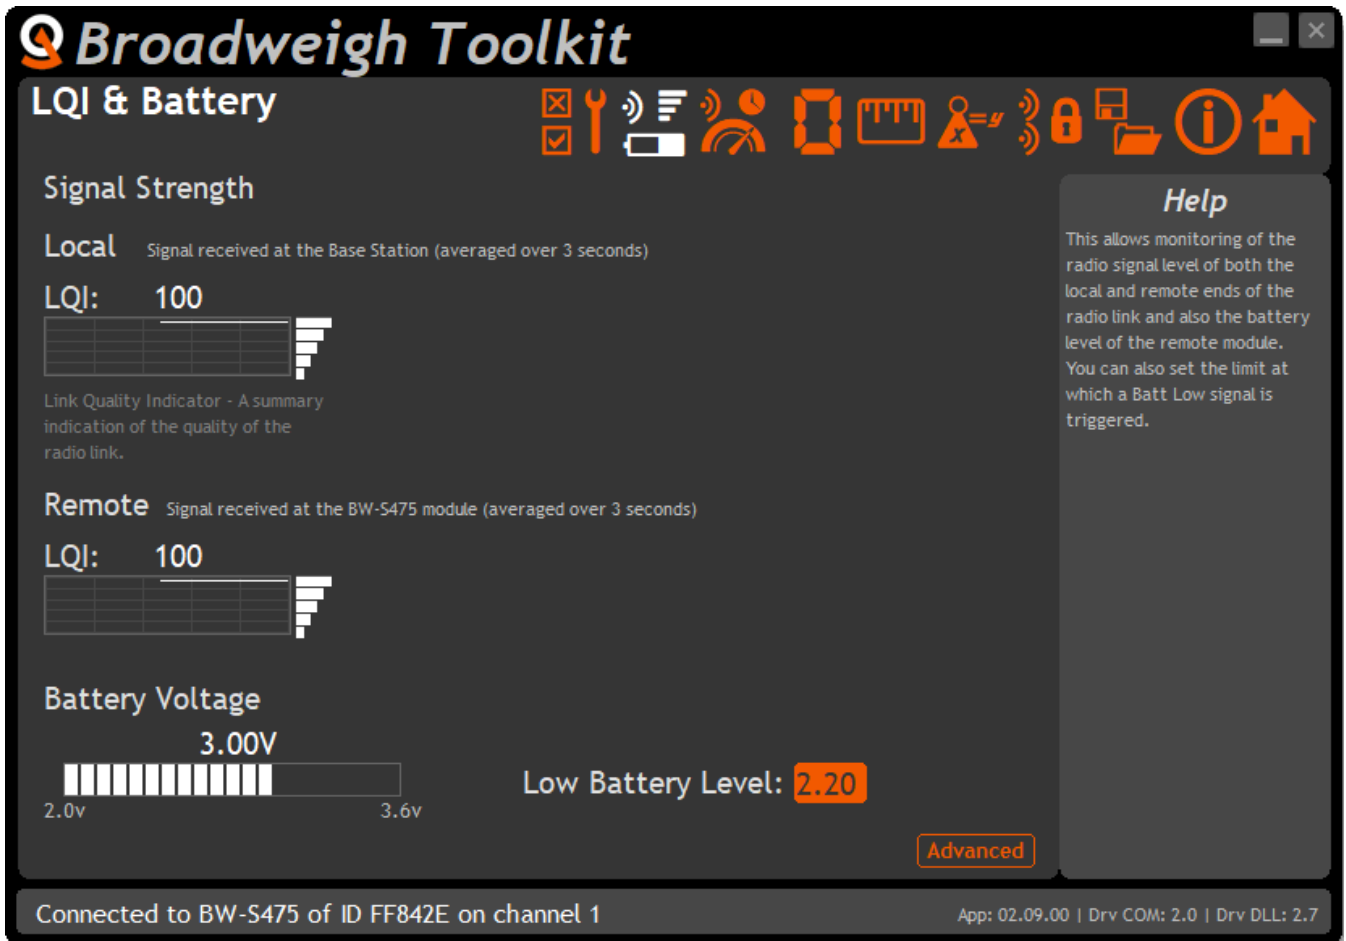 Broadweigh Toolkit
LQI & Battery
x=y
Signal Strength
Local Signal received at the Base Station (averaged over 3 seconds)
LQI: 100
Link Quality Indicator - A summary
indication of the quality of the
radio link.
Remote Signal received at the BW-S475 module (averaged over 3 seconds)
LQI: 100
Battery Voltage
3.00V
2.0v 3.6v
Low Battery Level: 2.20
Advanced
Help
This allows monitoring of the
radio signal level of both the
local and remote ends of the
radio link and also the battery
level of the remote module.
You can also set the limit at
which a Batt Low signal is
triggered.
Connected to BW-S475 of ID FF842E on channel 1
App: 02.09.00 | Drv COM: 2.0 | Drv DLL: 2.7